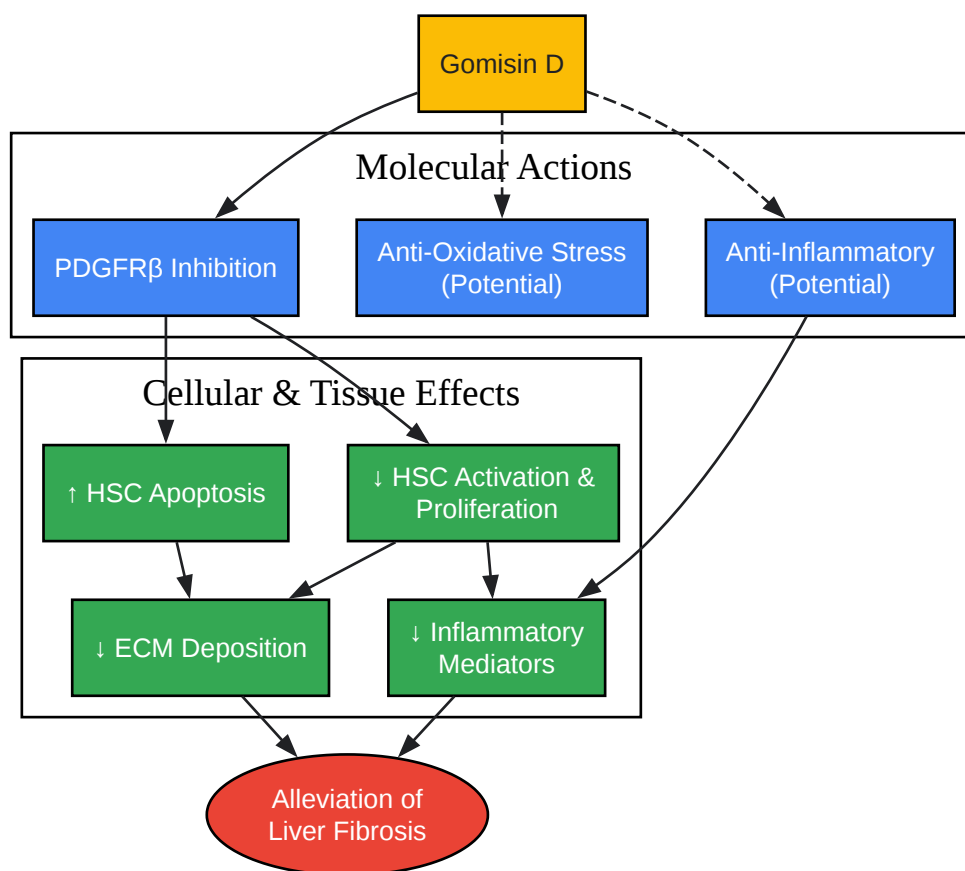 Gomisin D
Molecular Actions
PDGFRβ Inhibition
Anti-Oxidative Stress
(Potential)
Anti-Inflammatory
(Potential)
Cellular & Tissue Effects
↑ HSC Apoptosis
↓ HSC Activation &
Proliferation
↓ ECM Deposition
↓ Inflammatory
Mediators
Alleviation of
Liver Fibrosis